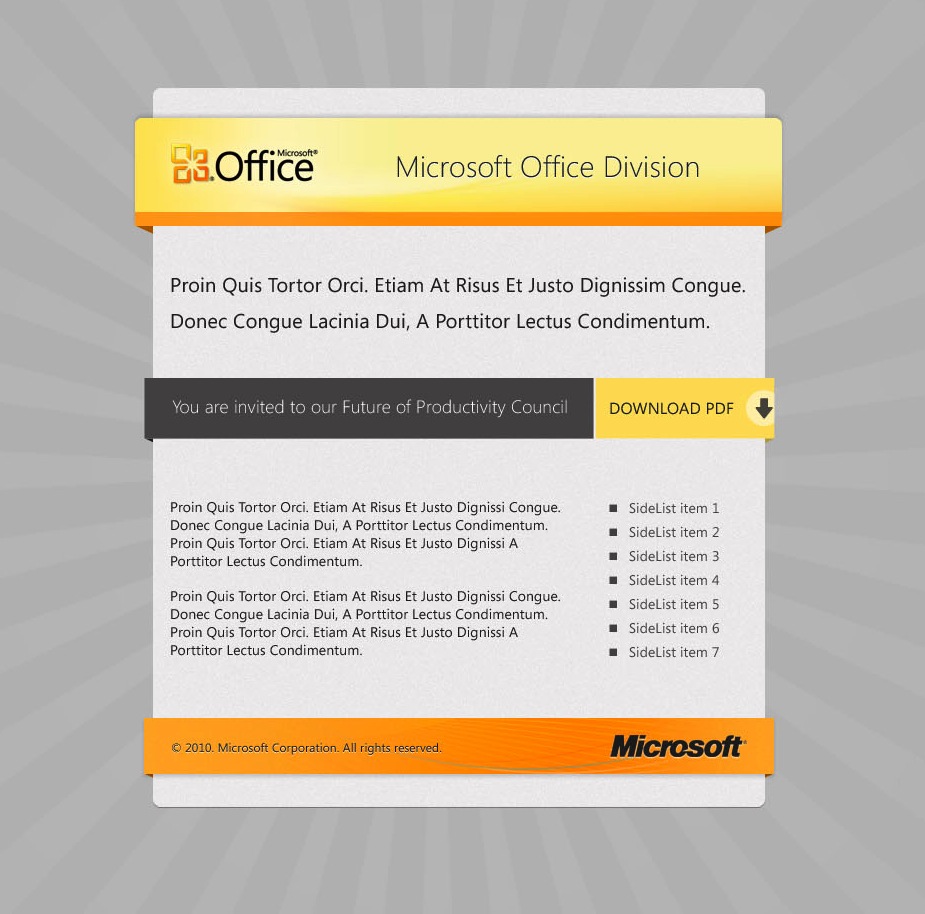 Microsoft®
Office
Microsoft Office Division
Proin Quis Tortor Orci. Etiam At Risus Et Justo Dignissim Congue.
Donec Congue Lacinia Dui, A Porttitor Lectus Condimentum.
You are invited to our Future of Productivity Council
DOWNLOAD PDF
Proin Quis Tortor Orci. Etiam At Risus Et Justo Dignissi Congue.
Donec Congue Lacinia Dui, A Porttitor Lectus Condimentum.
Proin Quis Tortor Orci. Etiam At Risus Et Justo Dignissi A
Porttitor Lectus Condimentum.
Proin Quis Tortor Orci. Etiam At Risus Et Justo Dignissi Congue.
Donec Congue Lacinia Dui, A Porttitor Lectus Condimentum.
Proin Quis Tortor Orci. Etiam At Risus Et Justo Dignissi A
Porttitor Lectus Condimentum.
SideList item 1
SideList item 2
SideList item 3
SideList item 4
SideList item 5
SideList item 6
SideList item 7
© 2010. Microsoft Corporation. All rights reserved.
Microsoft®